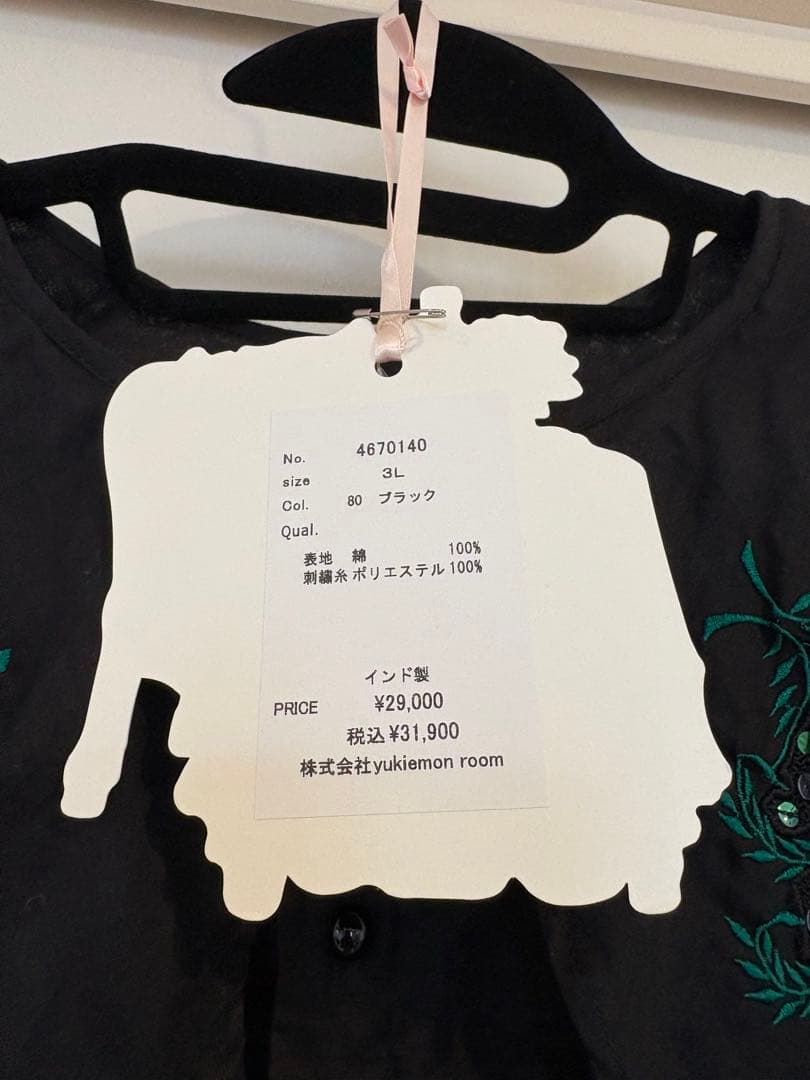 No. 4670140
size 3L
Col. 80 ブラック
Qual.
表地 綿 100%
刺繍糸 ポリエステル 100%
インド製
PRICE ¥29,000
税込 ¥31,900
株式会社yukiemon room